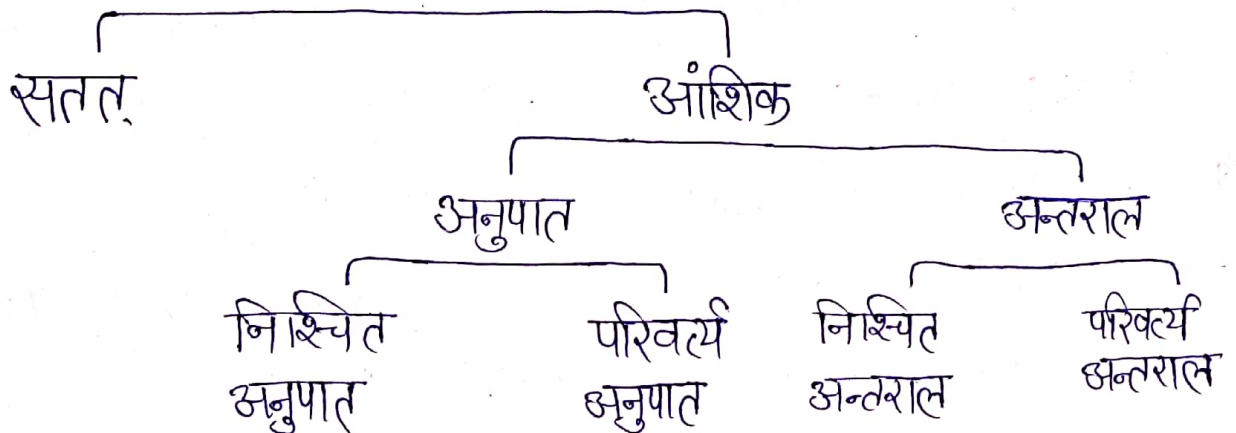 सतत्
आंशिक
अनुपात
अन्तराल
निश्चित
अनुपात
परिवर्त्य
अनुपात
निश्चित
अन्तराल
परिवर्त्य
अन्तराल